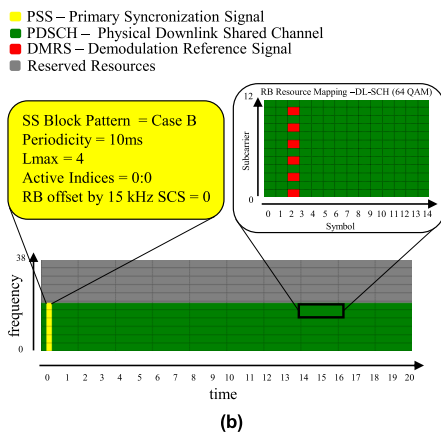 PSS – Primary Syncronization Signal
PDSCH – Physical Downlink Shared Channel
DMRS – Demodulation Reference Signal
Reserved Resources
SS Block Pattern = Case B
Periodicity = 10ms
Lmax = 4
Active Indices = 0:0
RB offset by 15 kHz SCS = 0
RB Resource Mapping –DL-SCH (64 QAM)
12
Subcarrier
0
0 1 2 3 4 5 6 7 8 9 10 11 12 13 14
Symbol
38
frequency
0
0 1 2 3 4 5 6 7 8 9 10 11 12 13 14 15 16 17 18 19 20
time
(b)